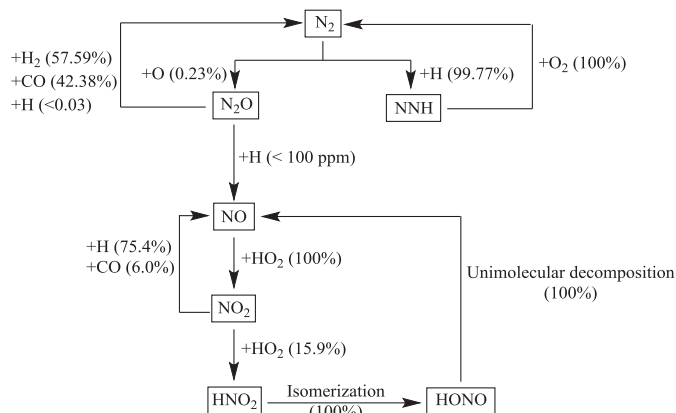 N₂
+H₂ (57.59%)
+CO (42.38%)
+H (<0.03)
+O (0.23%)
+H (99.77%)
+O₂ (100%)
N₂O
NNH
+H (< 100 ppm)
NO
+H (75.4%)
+CO (6.0%)
+HO₂ (100%)
Unimolecular decomposition
(100%)
NO₂
+HO₂ (15.9%)
HNO₂
Isomerization
(100%)
HONO